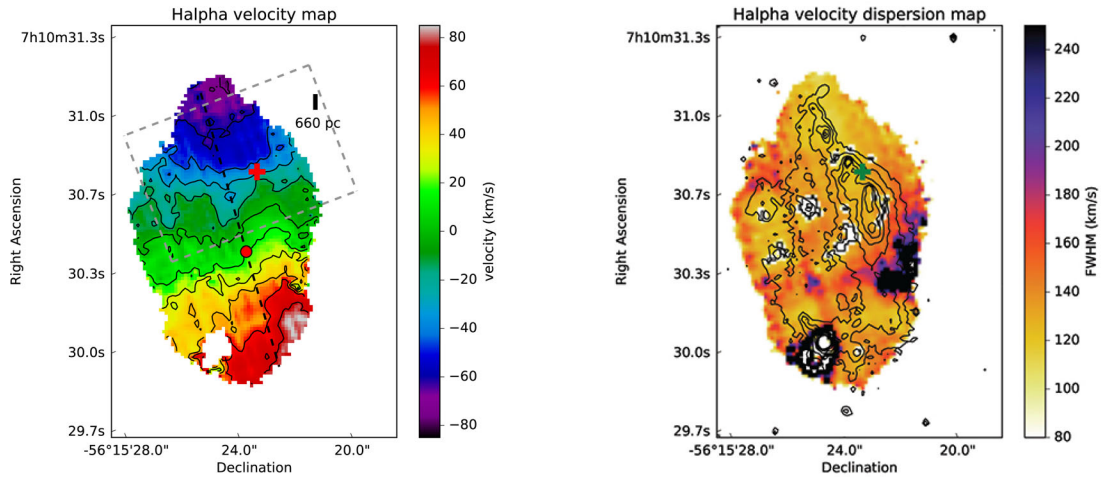 Halpha velocity map
7h10m31.3s
31.0s
30.7s
30.3s
30.0s
29.7s
Right Ascension
660 pc
-56°15'28.0"
24.0"
20.0"
Declination
80
60
40
20
0
−20
−40
−60
−80
velocity (km/s)
Halpha velocity dispersion map
7h10m31.3s
31.0s
30.7s
30.3s
30.0s
29.7s
Right Ascension
-56°15'28.0"
24.0"
20.0"
Declination
240
220
200
180
160
140
120
100
80
FWHM (km/s)